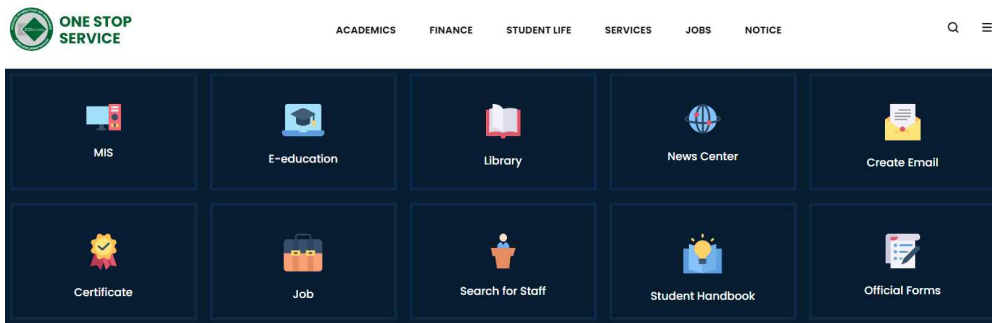 ONE STOP
SERVICE
ACADEMICS FINANCE STUDENT LIFE SERVICES JOBS NOTICE
MIS E-education Library News Center Create Email
Certificate Job Search for Staff Student Handbook Official Forms